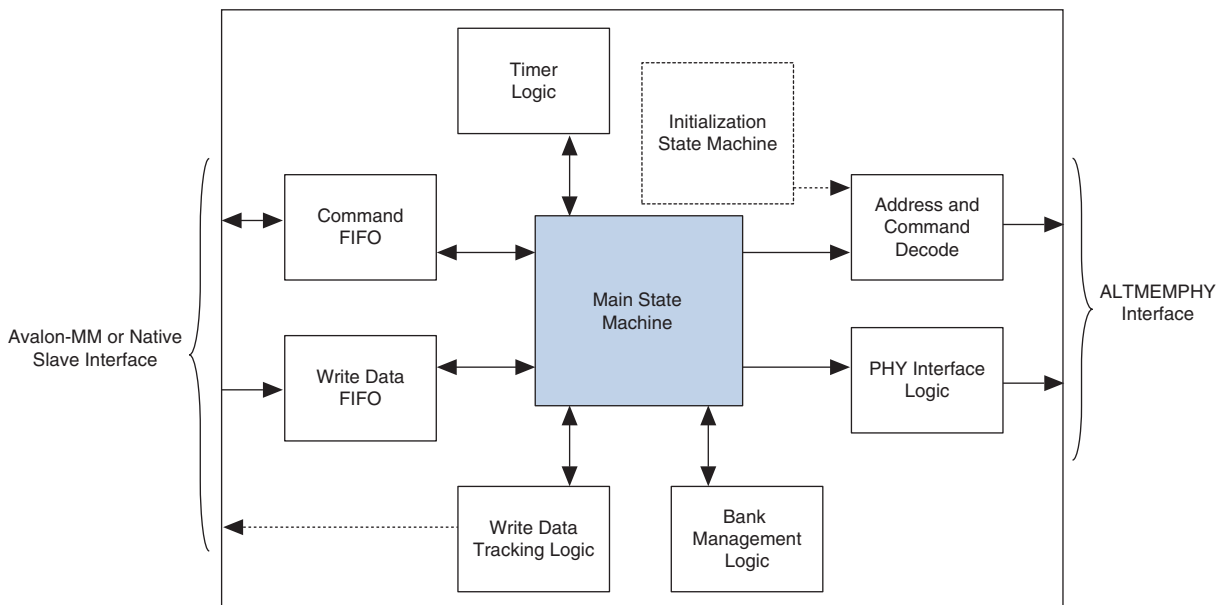 Timer
Logic
Initialization
State Machine
Command
FIFO
Address and
Command
Decode
Main State
Machine
Avalon-MM or Native
Slave Interface
ALTMEMPHY
Interface
Write Data
FIFO
PHY Interface
Logic
Write Data
Tracking Logic
Bank
Management
Logic